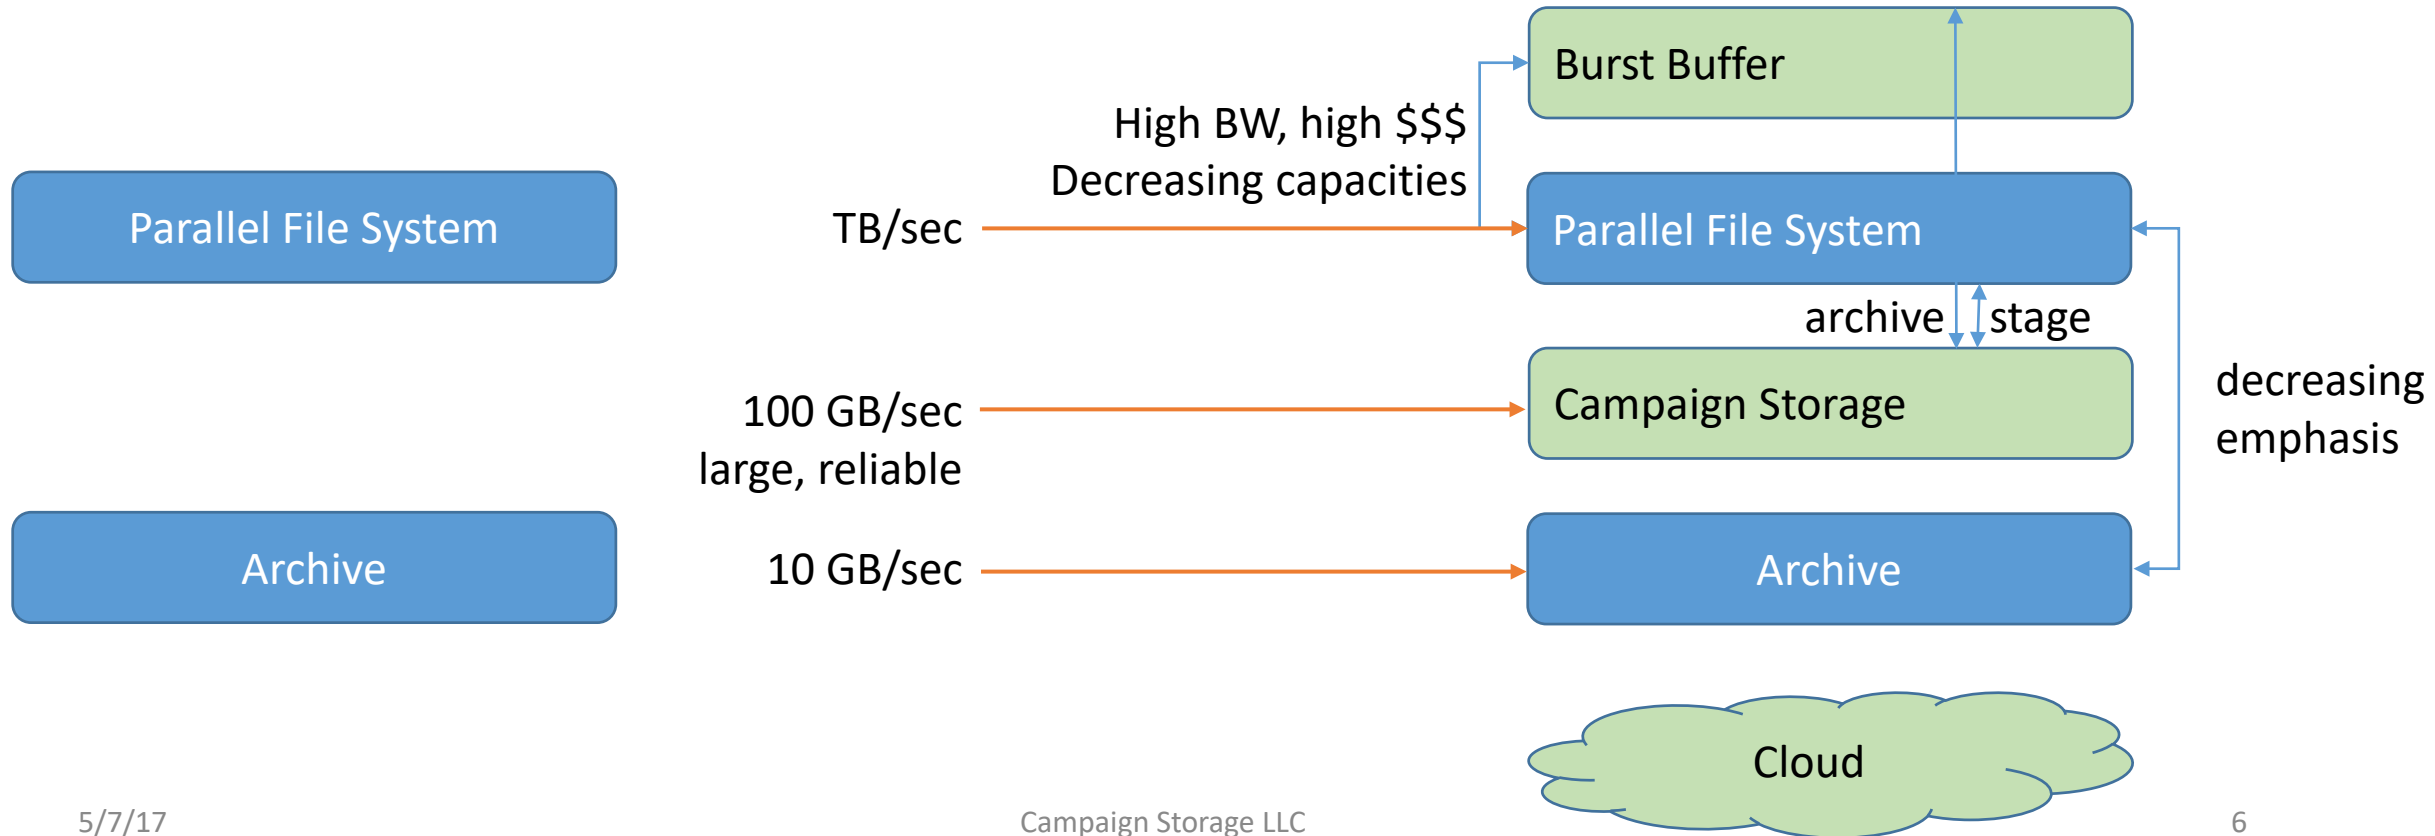 Burst Buffer
High BW, high $$$
Decreasing capacities
Parallel File System
TB/sec
Parallel File System
archive
stage
100 GB/sec
large, reliable
Campaign Storage
decreasing
emphasis
Archive
10 GB/sec
Archive
Cloud
5/7/17
Campaign Storage LLC
6